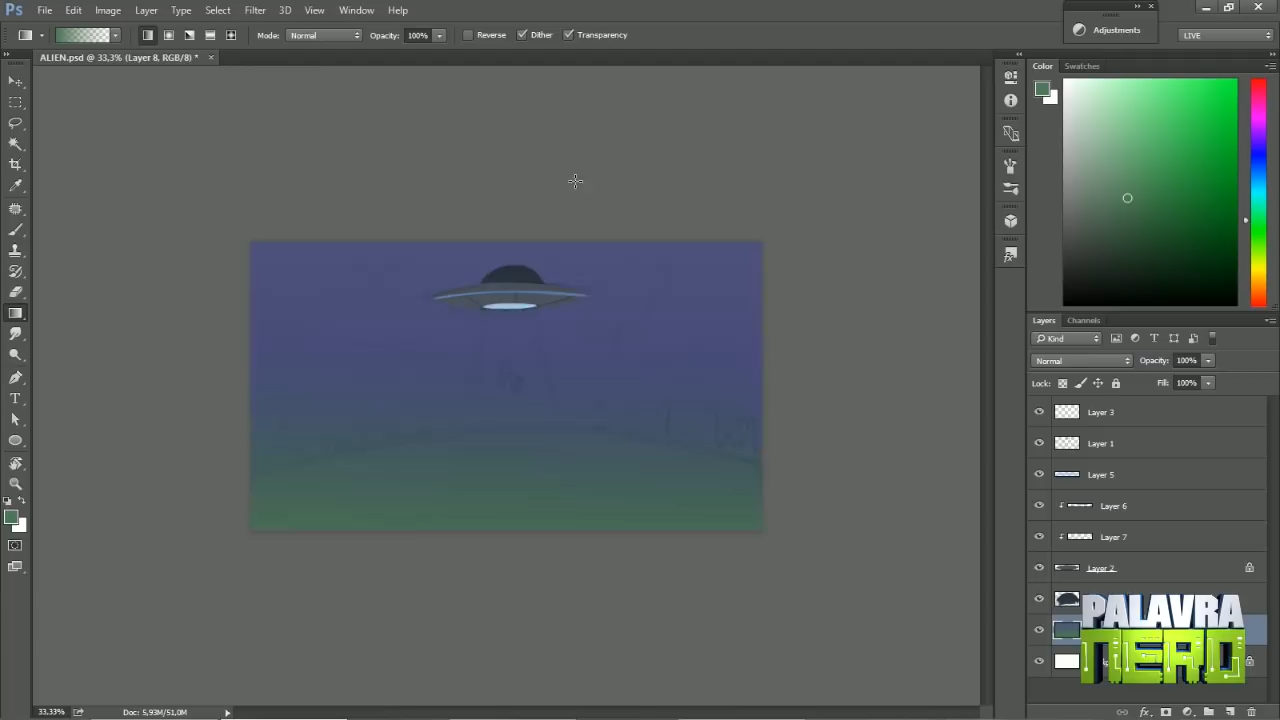 Ps File Edit Image Layer Type Select Filter 3D View Window Help
Mode: Normal Opacity: 100% Reverse Dither Transparency
Adjustments
LIVE
ALIEN.psd @ 33,3% (Layer 8, RGB/8) * ×
Color Swatches
Layers Channels
Kind
Normal Opacity: 100%
Lock: Fill: 100%
Layer 3
Layer 1
Layer 5
Layer 6
Layer 7
Layer 2
PALAVRA
NERD
33,33% Doc: 5,93M/51,0M